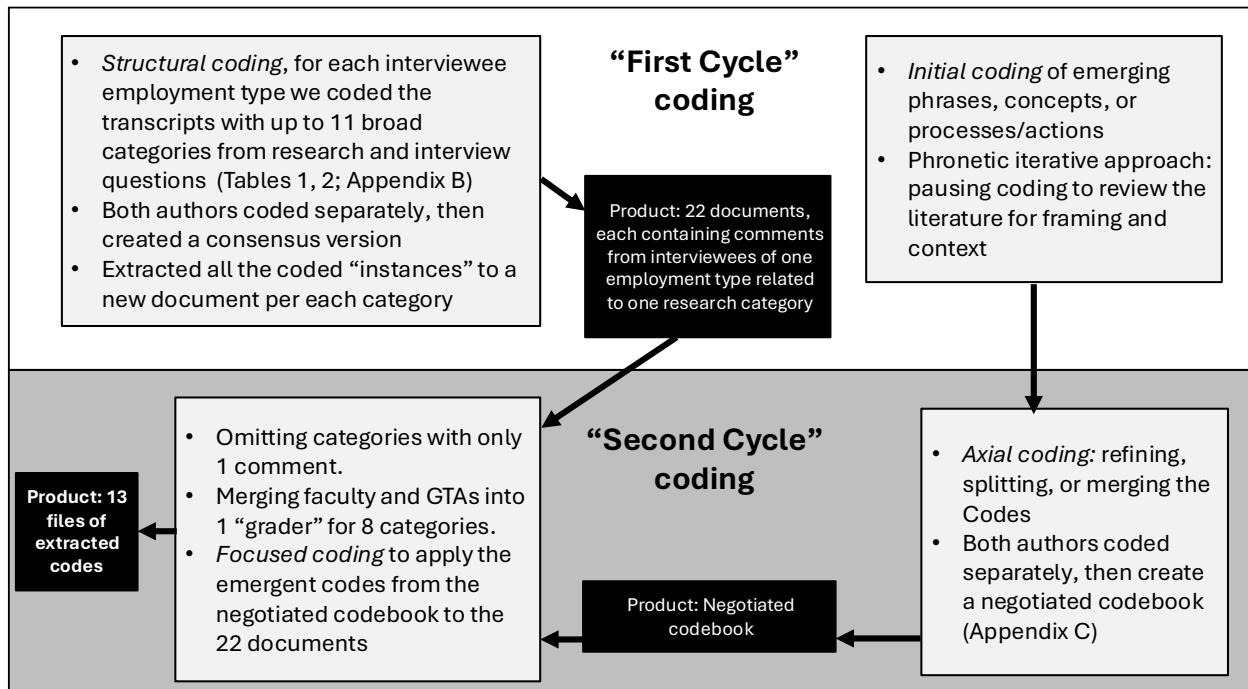 • Structural coding, for each interviewee
employment type we coded the
transcripts with up to 11 broad
categories from research and interview
questions (Tables 1, 2; Appendix B)
• Both authors coded separately, then
created a consensus version
• Extracted all the coded “instances” to a
new document per each category
“First Cycle”
coding
Product: 22 documents,
each containing comments
from interviewees of one
employment type related
to one research category
• Initial coding of emerging
phrases, concepts, or
processes/actions
• Phronetic iterative approach:
pausing coding to review the
literature for framing and
context
Product: 13
files of
extracted
codes
• Omitting categories with only
1 comment.
• Merging faculty and GTAs into
1 “grader” for 8 categories.
• Focused coding to apply the
emergent codes from the
negotiated codebook to the
22 documents
“Second Cycle”
coding
Product: Negotiated
codebook
• Axial coding: refining,
splitting, or merging the
Codes
• Both authors coded
separately, then create
a negotiated codebook
(Appendix C)